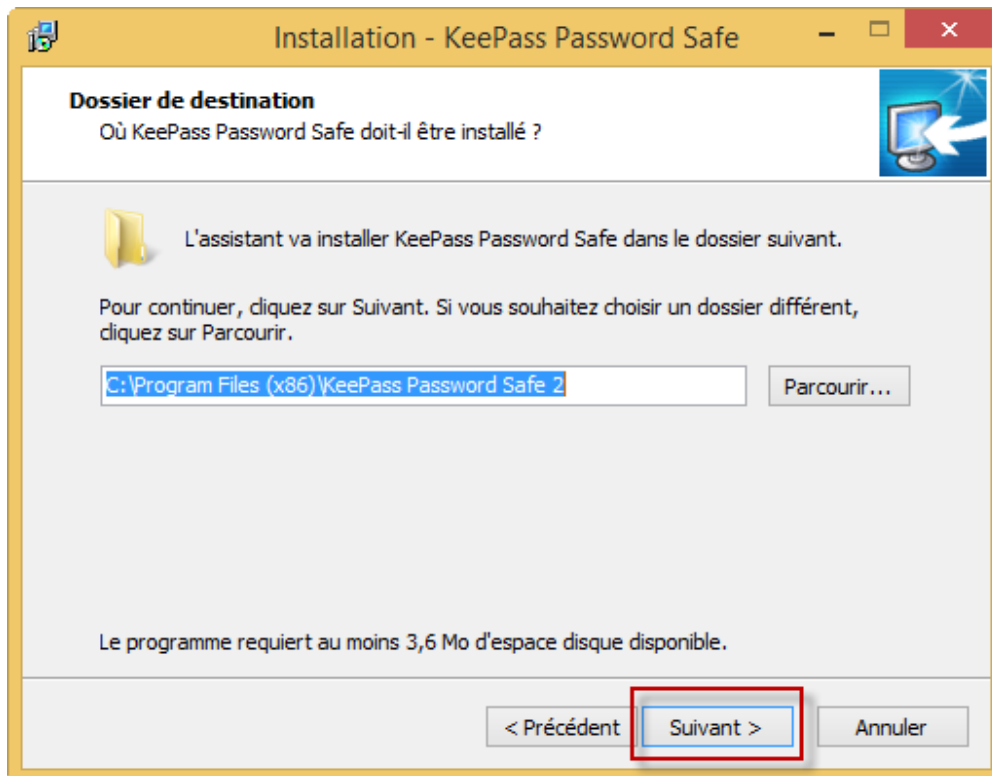 Installation - KeePass Password Safe
Dossier de destination
Où KeePass Password Safe doit-il être installé ?
L'assistant va installer KeePass Password Safe dans le dossier suivant.
Pour continuer, cliquez sur Suivant. Si vous souhaitez choisir un dossier différent,
cliquez sur Parcourir.
C:\Program Files (x86)\KeePass Password Safe 2
Parcourir...
Le programme requiert au moins 3,6 Mo d'espace disque disponible.
< Précédent
Suivant >
Annuler